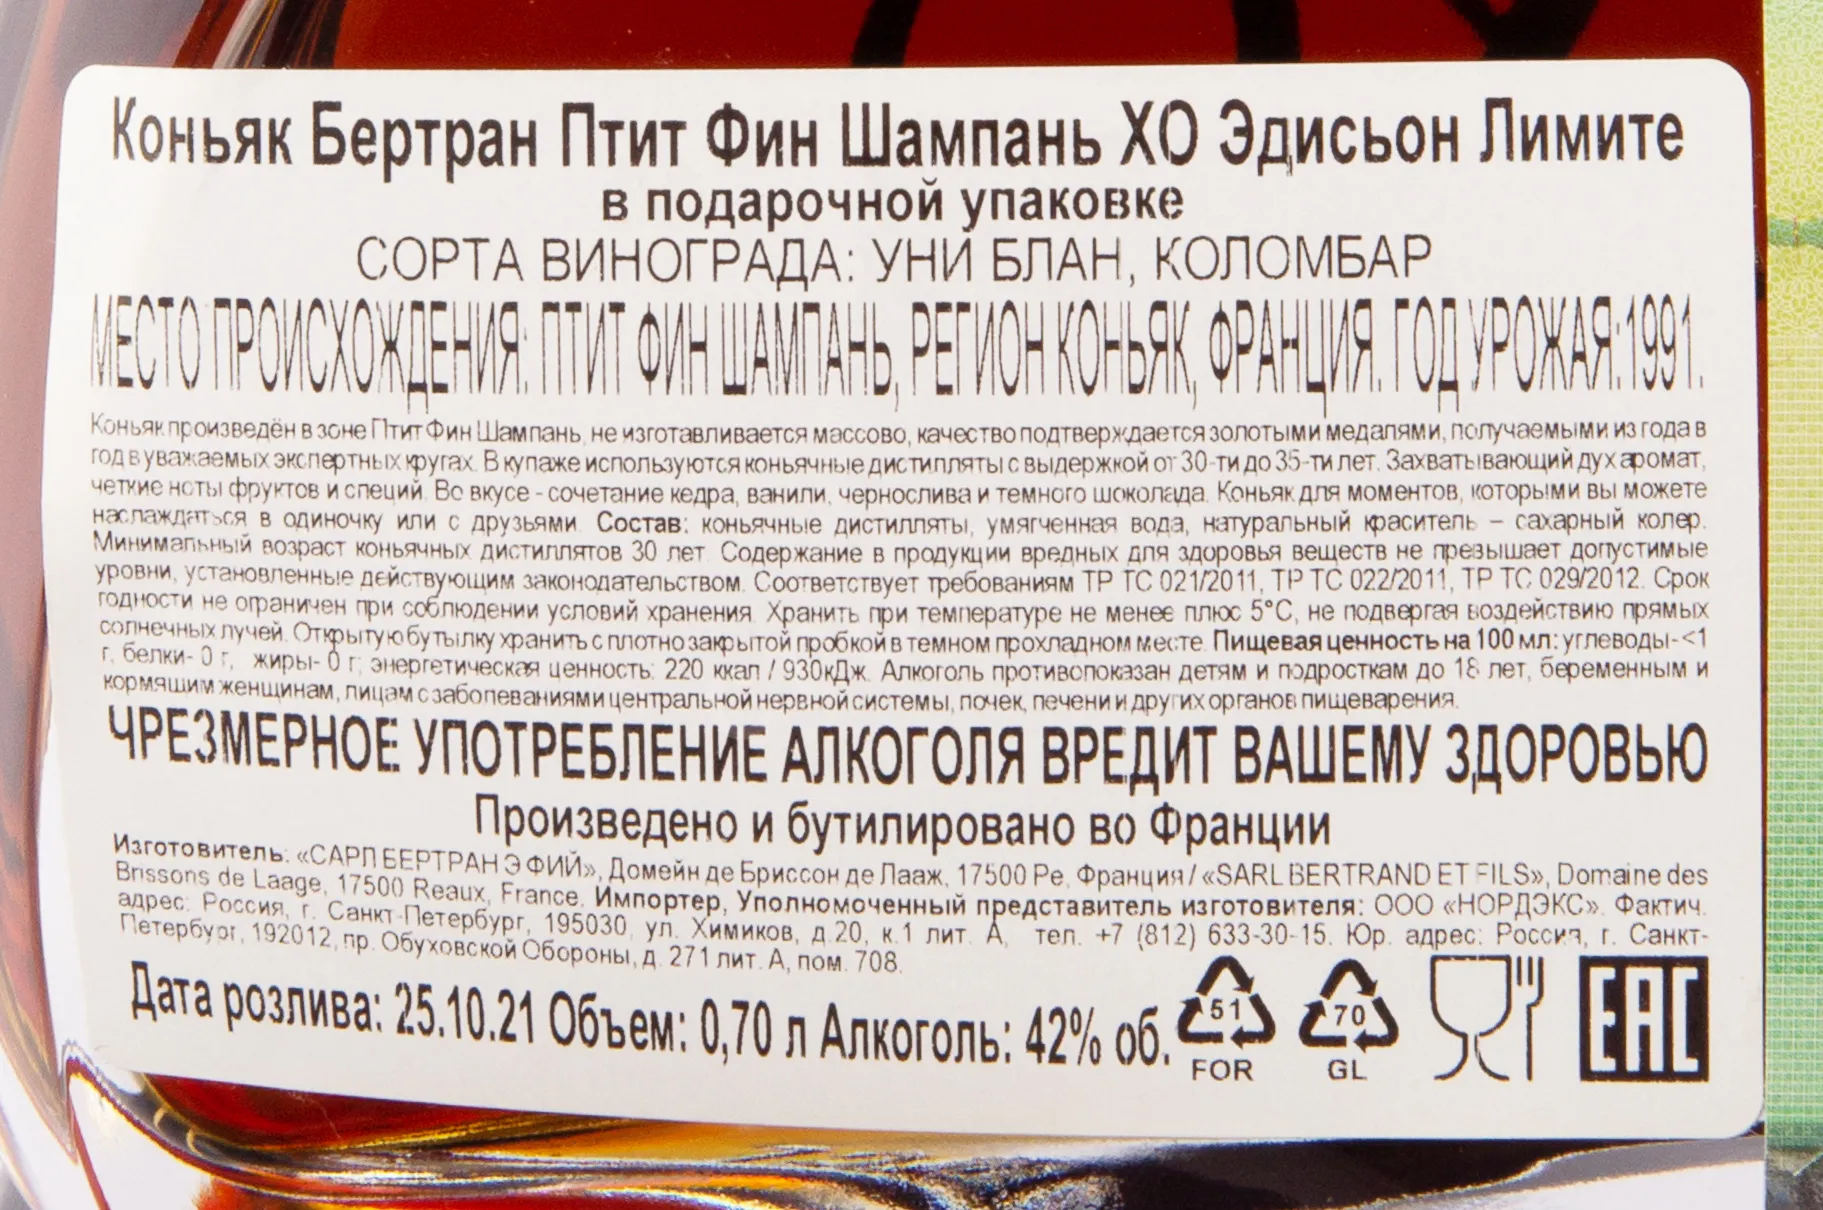 Коньяк Бертран Птит Фин Шампань ХО Эдисьон Лимите
в подарочной упаковке
СОРТА ВИНОГРАДА: УНИ БЛАН, КОЛОМБАР
МЕСТО ПРОИСХОЖДЕНИЯ: ПТИТ ФИН ШАМПАНЬ, РЕГИОН КОНЬЯК, ФРАНЦИЯ. ГОД УРОЖАЯ:1991.
Коньяк произведён в зоне Птит Фин Шампань, не изготавливается массово, качество подтверждается золотыми медалями, получаемыми из года в
год в уважаемых экспертных кругах. В купаже используются коньячные дистилляты с выдержкой от 30-ти до 35-ти лет. Захватывающий дух аромат,
четкие ноты фруктов и специй. Во вкусе - сочетание кедра, ванили, чернослива и темного шоколада. Коньяк для моментов, которыми вы можете
наслаждаться в одиночку или с друзьями. Состав: коньячные дистилляты, умягченная вода, натуральный краситель – сахарный колер.
Минимальный возраст коньячных дистиллятов 30 лет. Содержание в продукции вредных для здоровья веществ не превышает допустимые
уровни, установленные действующим законодательством. Соответствует требованиям ТР ТС 021/2011, ТР ТС 022/2011, ТР ТС 029/2012. Срок
годности не ограничен при соблюдении условий хранения. Хранить при температуре не менее плюс 5°С, не подвергая воздействию прямых
солнечных лучей. Открытую бутылку хранить с плотно закрытой пробкой в темном прохладном месте. Пищевая ценность на 100 мл: углеводы-<1
г, белки- 0 г, жиры- 0 г; энергетическая ценность: 220 ккал / 930кДж. Алкоголь противопоказан детям и подросткам до 18 лет, беременным и
кормящим женщинам, лицам с заболеваниями центральной нервной системы, почек, печени и других органов пищеварения.
ЧРЕЗМЕРНОЕ УПОТРЕБЛЕНИЕ АЛКОГОЛЯ ВРЕДИТ ВАШЕМУ ЗДОРОВЬЮ
Произведено и бутилировано во Франции
Изготовитель: «САРЛ БЕРТРАН Э ФИЙ», Домейн де Бриссон де Лааж, 17500 Ре, Франция / «SARL BERTRAND ET FILS», Domaine des
Brissons de Laage, 17500 Reaux, France. Импортер, Уполномоченный представитель изготовителя: ООО «НОРДЭКС». Фактич.
адрес: Россия, г. Санкт-Петербург, 195030, ул. Химиков, д.20, к.1 лит. А, тел. +7 (812) 633-30-15. Юр. адрес: Россия, г. Санкт-
Петербург, 192012, пр. Обуховской Обороны, д. 271 лит. А, пом. 708.
Дата розлива: 25.10.21 Объем: 0,70 л Алкоголь: 42% об.
51
FOR
70
GL
EAC